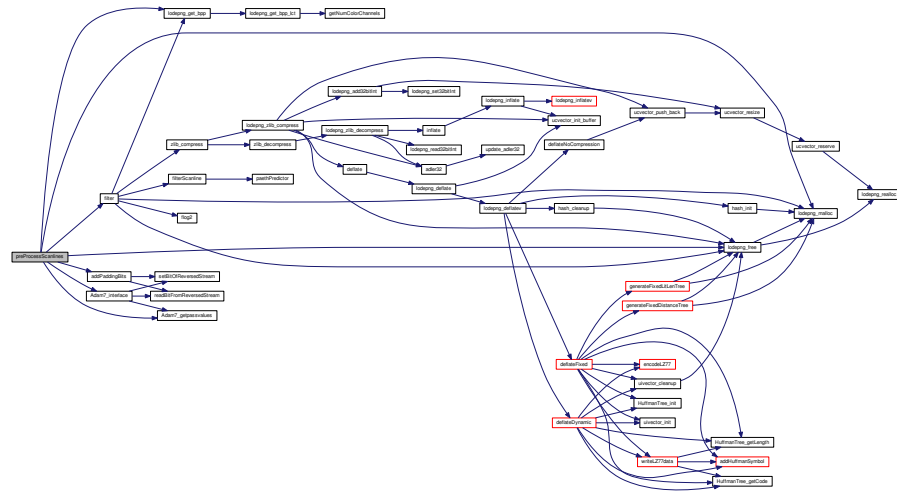 lodepng_get_bpp
lodepng_get_bpp_lct
getNumColorChannels
lodepng_add32bitInt
lodepng_set32bitInt
lodepng_inflate
lodepng_inflatev
ucvector_push_back
ucvector_resize
lodepng_zlib_compress
ucvector_init_buffer
lodepng_zlib_decompress
inflate
zlib_compress
zlib_decompress
lodepng_read32bitInt
update_adler32
deflateNoCompression
ucvector_reserve
deflate
adler32
filterScanline
paethPredictor
lodepng_deflate
lodepng_realloc
filter
lodepng_deflatev
hash_cleanup
hash_init
lodepng_malloc
flog2
lodepng_free
preProcessScanlines
addPaddingBits
setBitOfReversedStream
generateFixedLitLenTree
Adam7_interlace
readBitFromReversedStream
generateFixedDistanceTree
Adam7_getpassvalues
deflateFixed
encodeLZ77
uivector_cleanup
HuffmanTree_init
deflateDynamic
uivector_init
HuffmanTree_getLength
writeLZ77data
addHuffmanSymbol
HuffmanTree_getCode